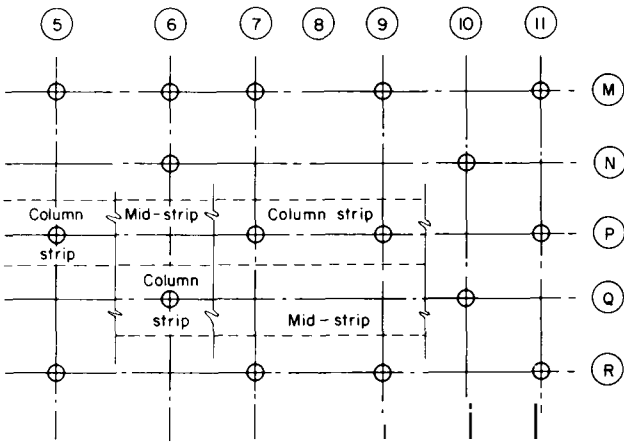 5 6 7 8 9 10 11
M
N
Column Mid-strip Column strip
P
strip
Column
Q
strip Mid-strip
R